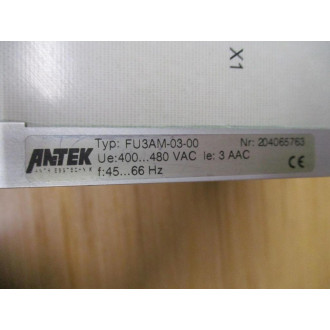 X1
ANTEK
Typ: FU3AM-03-00 Nr: 204065763
Ue:400...480 VAC Ie: 3 AAC
f:45...66 Hz
CE